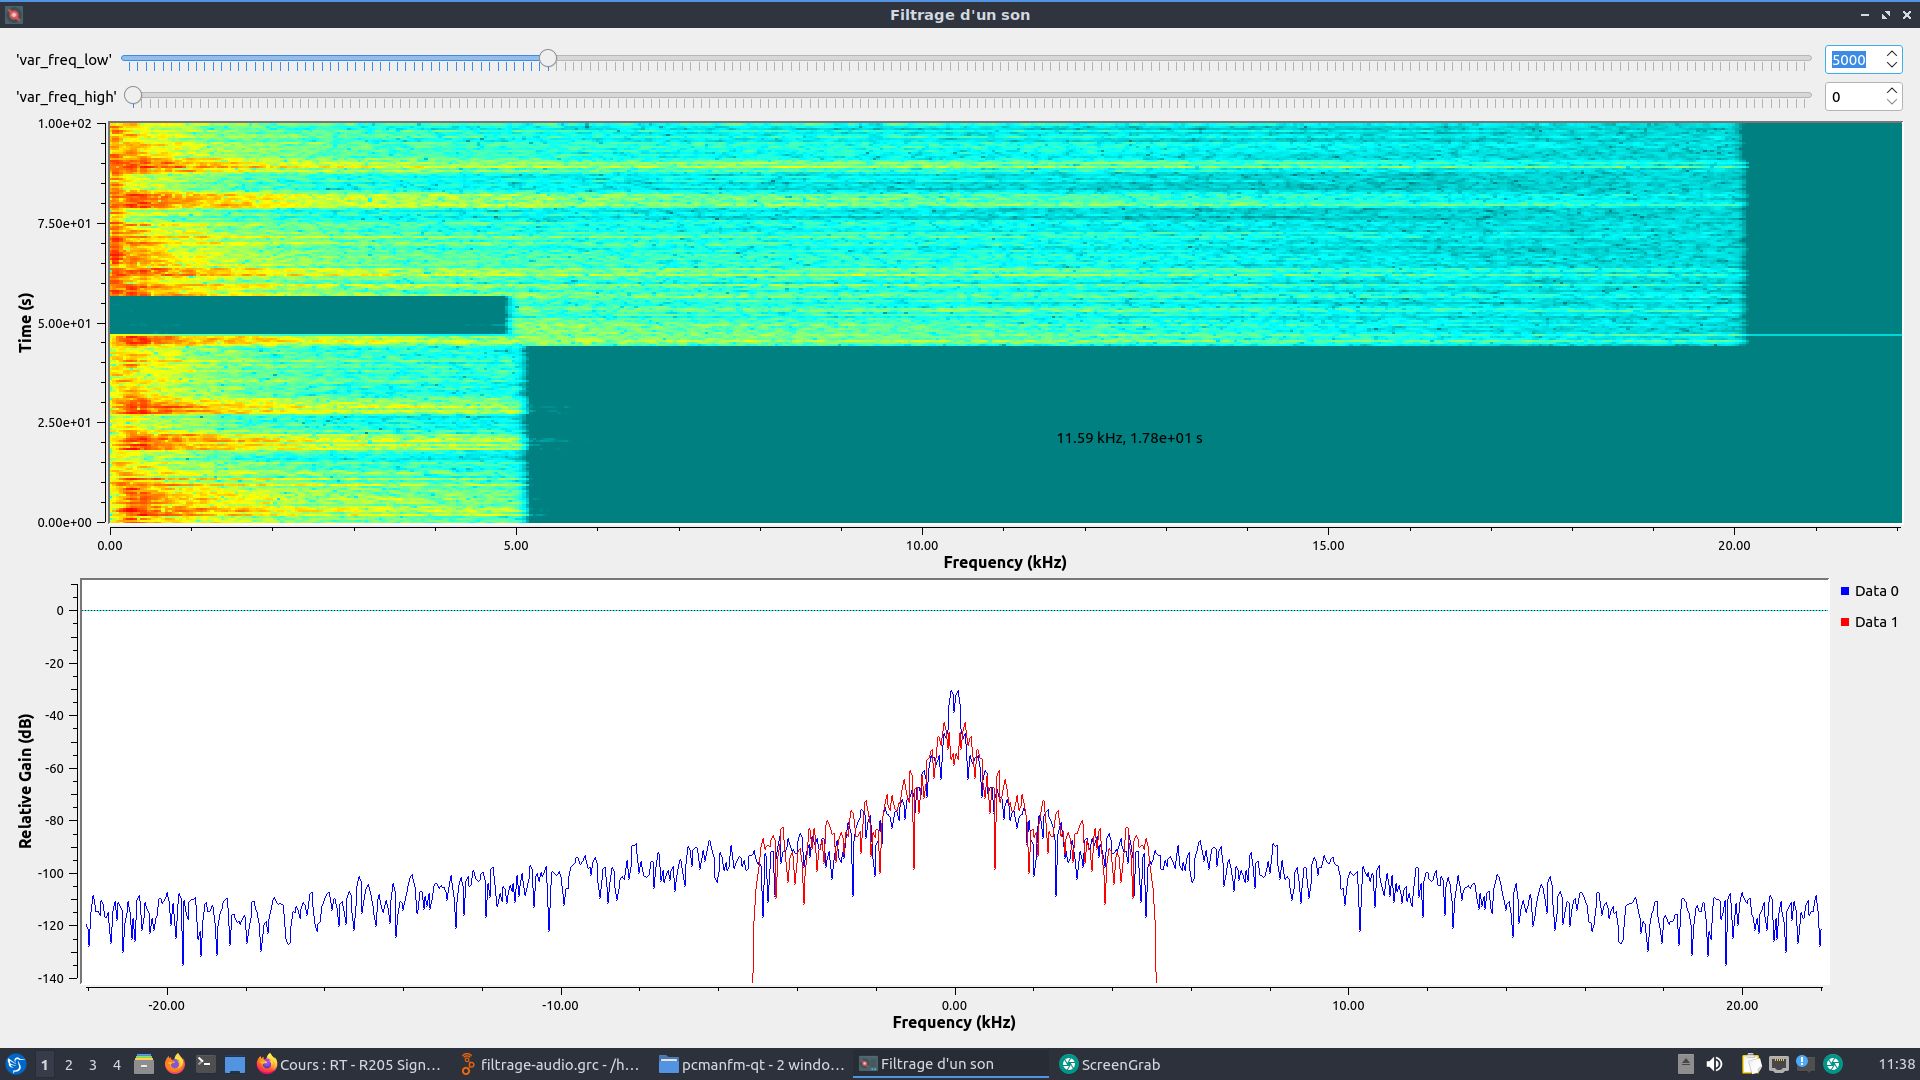 Filtrage d'un son
'var_freq_low'
5000
'var_freq_high'
0
1.00e+02
7.50e+01
5.00e+01
2.50e+01
0.00e+00
Time (s)
11.59 kHz, 1.78e+01 s
0.00 5.00 10.00 15.00 20.00
Frequency (kHz)
Data 0
Data 1
0
-20
-40
-60
-80
-100
-120
-140
Relative Gain (dB)
-20.00 -10.00 0.00 10.00 20.00
Frequency (kHz)
1 2 3 4 Cours : RT - R205 Sign... filtrage-audio.grc - /h... pcmanfm-qt - 2 windo... Filtrage d'un son ScreenGrab 11:38